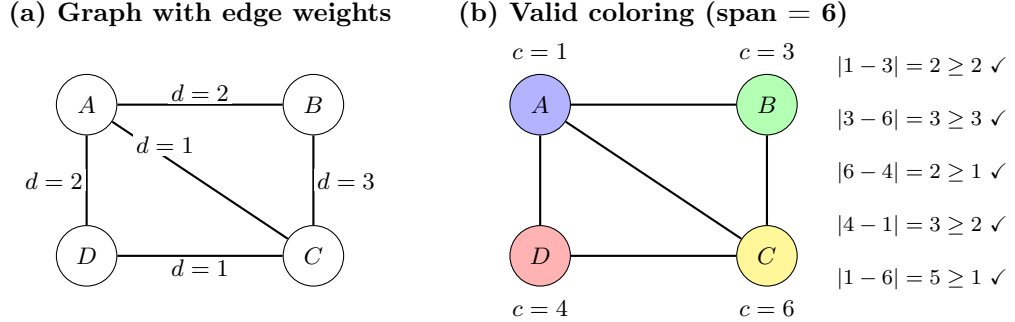 (a) Graph with edge weights
A
d = 2
B
d = 1
d = 2
d = 3
D
d = 1
C
(b) Valid coloring (span = 6)
c = 1
c = 3
A
B
D
C
c = 4
c = 6
|1 − 3| = 2 ≥ 2 ✓
|3 − 6| = 3 ≥ 3 ✓
|6 − 4| = 2 ≥ 1 ✓
|4 − 1| = 3 ≥ 2 ✓
|1 − 6| = 5 ≥ 1 ✓